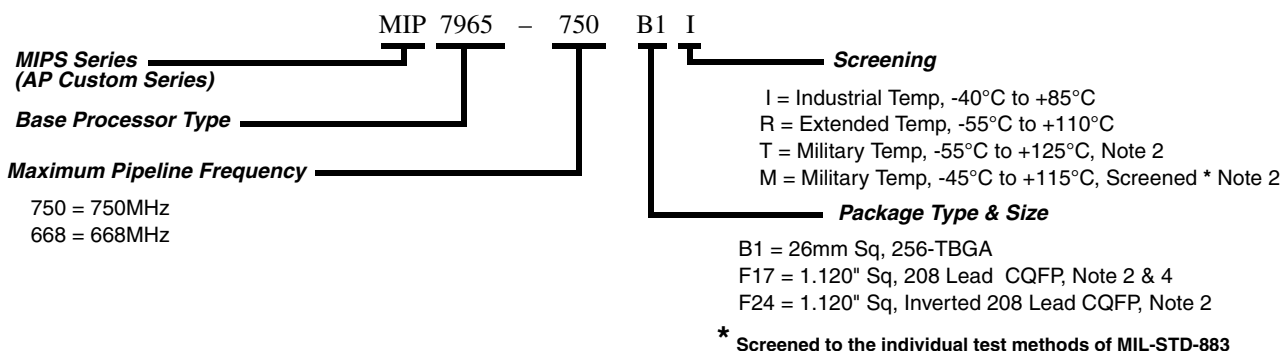 MIP 7965 – 750 B1 I
MIPS Series
(AP Custom Series)
Base Processor Type
Maximum Pipeline Frequency
750 = 750MHz
668 = 668MHz
Screening
I = Industrial Temp, -40°C to +85°C
R = Extended Temp, -55°C to +110°C
T = Military Temp, -55°C to +125°C, Note 2
M = Military Temp, -45°C to +115°C, Screened * Note 2
Package Type & Size
B1 = 26mm Sq, 256-TBGA
F17 = 1.120" Sq, 208 Lead CQFP, Note 2 & 4
F24 = 1.120" Sq, Inverted 208 Lead CQFP, Note 2
* Screened to the individual test methods of MIL-STD-883